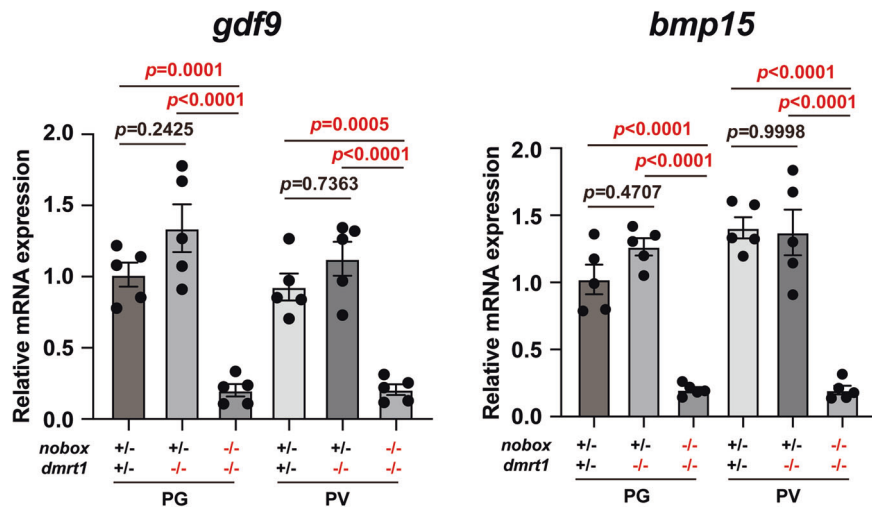 gdf9
p=0.0001
p<0.0001
p=0.2425
p=0.0005
p<0.0001
p=0.7363
Relative mRNA expression
2.0
1.5
1.0
0.5
0.0
nobox +/- +/- -/- +/- +/- -/-
dmrt1 +/- -/- -/- +/- -/- -/-
PG PV
bmp15
p<0.0001
p<0.0001
p=0.4707
p<0.0001
p<0.0001
p=0.9998
Relative mRNA expression
2.0
1.5
1.0
0.5
0.0
nobox +/- +/- -/- +/- +/- -/-
dmrt1 +/- -/- -/- +/- -/- -/-
PG PV